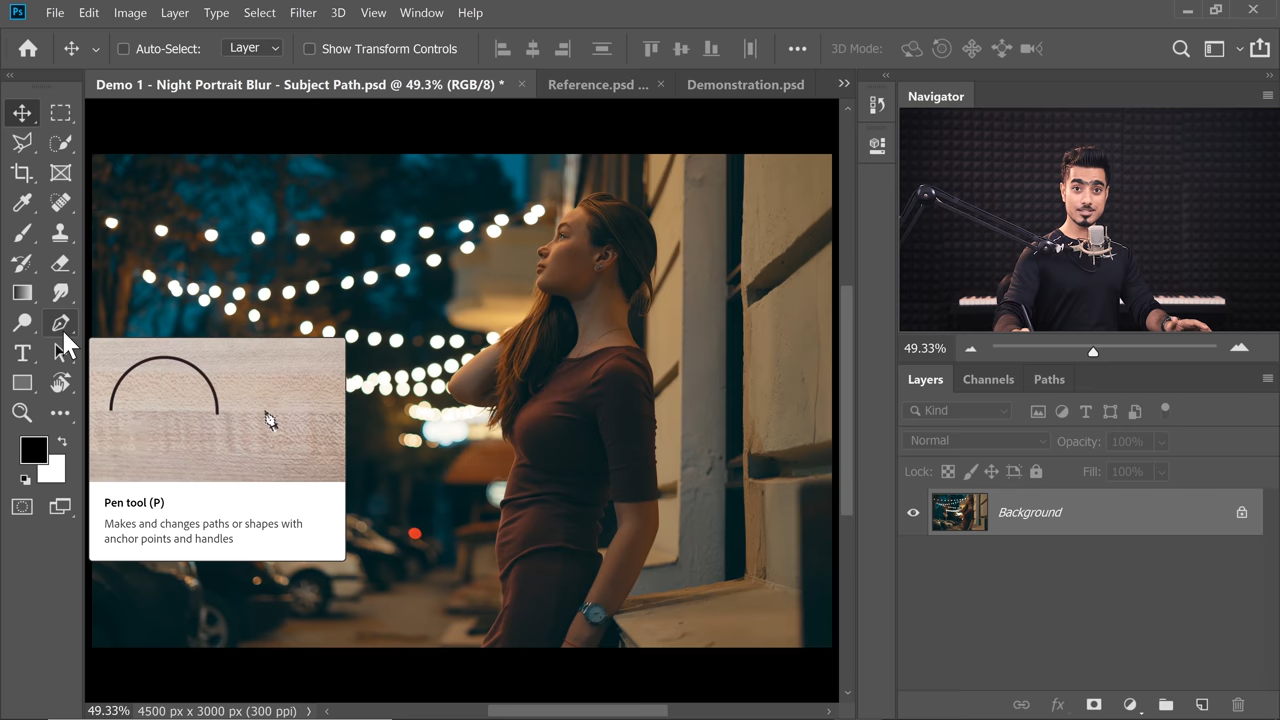 Ps File Edit Image Layer Type Select Filter 3D View Window Help
Auto-Select: Layer Show Transform Controls 3D Mode:
Demo 1 - Night Portrait Blur - Subject Path.psd @ 49.3% (RGB/8) * Reference.psd ... Demonstration.psd
Navigator
49.33%
Layers Channels Paths
Kind
Normal Opacity: 100%
Lock: Fill: 100%
Background
Pen tool (P)
Makes and changes paths or shapes with
anchor points and handles
49.33% 4500 px x 3000 px (300 ppi)